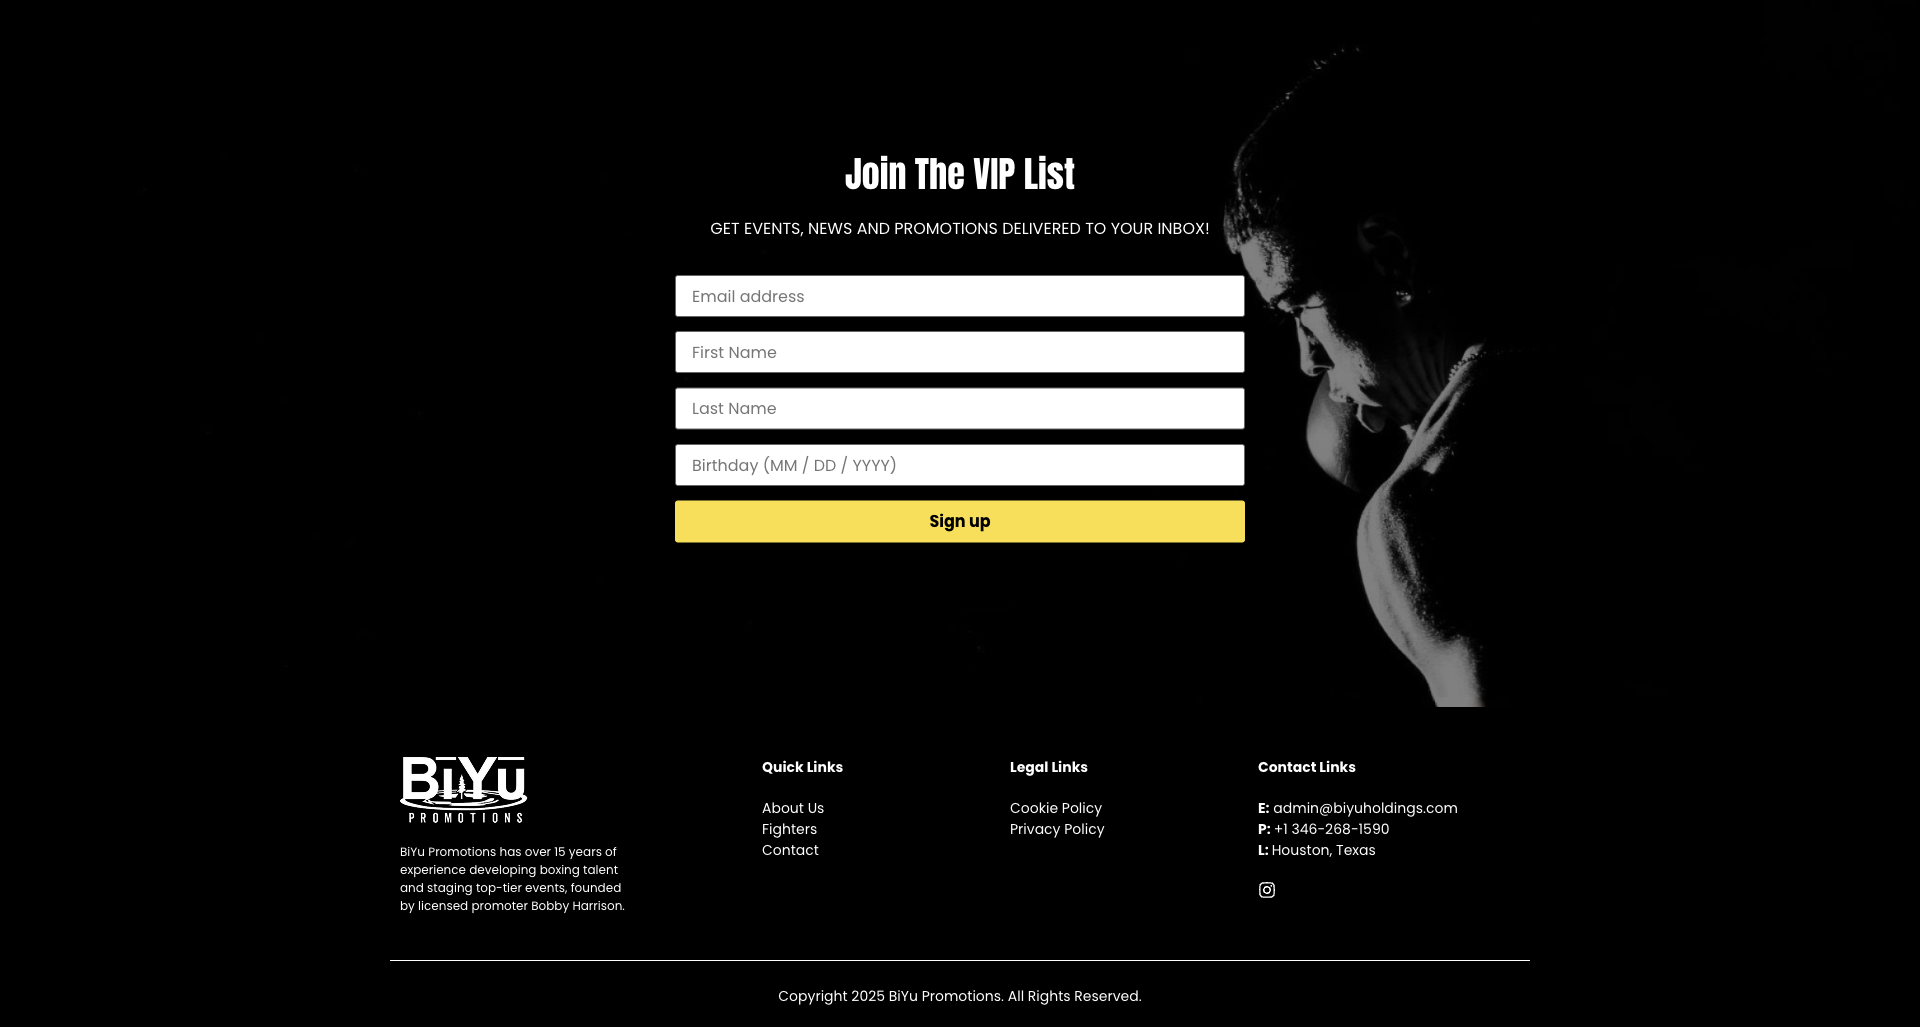 Join The VIP List
GET EVENTS, NEWS AND PROMOTIONS DELIVERED TO YOUR INBOX!
Email address
First Name
Last Name
Birthday (MM / DD / YYYY)
Sign up
BiYu
PROMOTIONS
BiYu Promotions has over 15 years of
experience developing boxing talent
and staging top-tier events, founded
by licensed promoter Bobby Harrison.
Quick Links
About Us
Fighters
Contact
Legal Links
Cookie Policy
Privacy Policy
Contact Links
E: admin@biyuholdings.com
P: +1 346-268-1590
L: Houston, Texas
Copyright 2025 BiYu Promotions. All Rights Reserved.